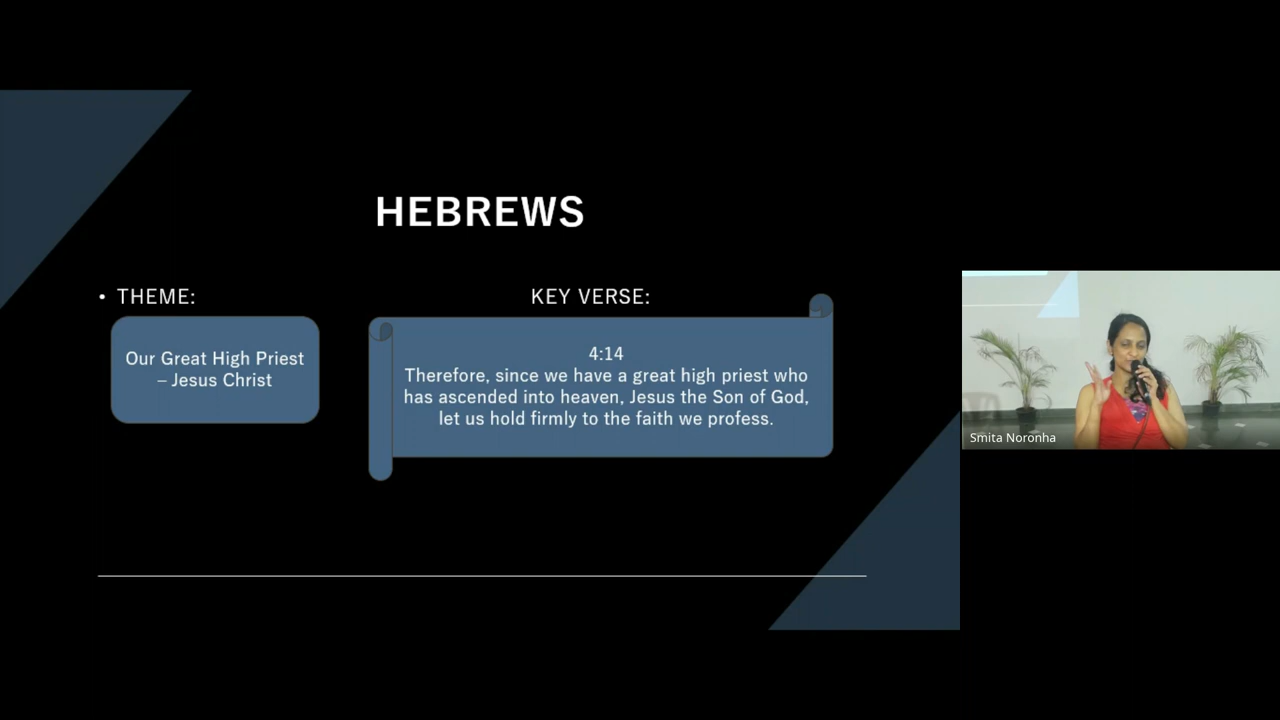 HEBREWS
• THEME:
KEY VERSE:
Our Great High Priest
– Jesus Christ
4:14
Therefore, since we have a great high priest who
has ascended into heaven, Jesus the Son of God,
let us hold firmly to the faith we profess.
Smita Noronha